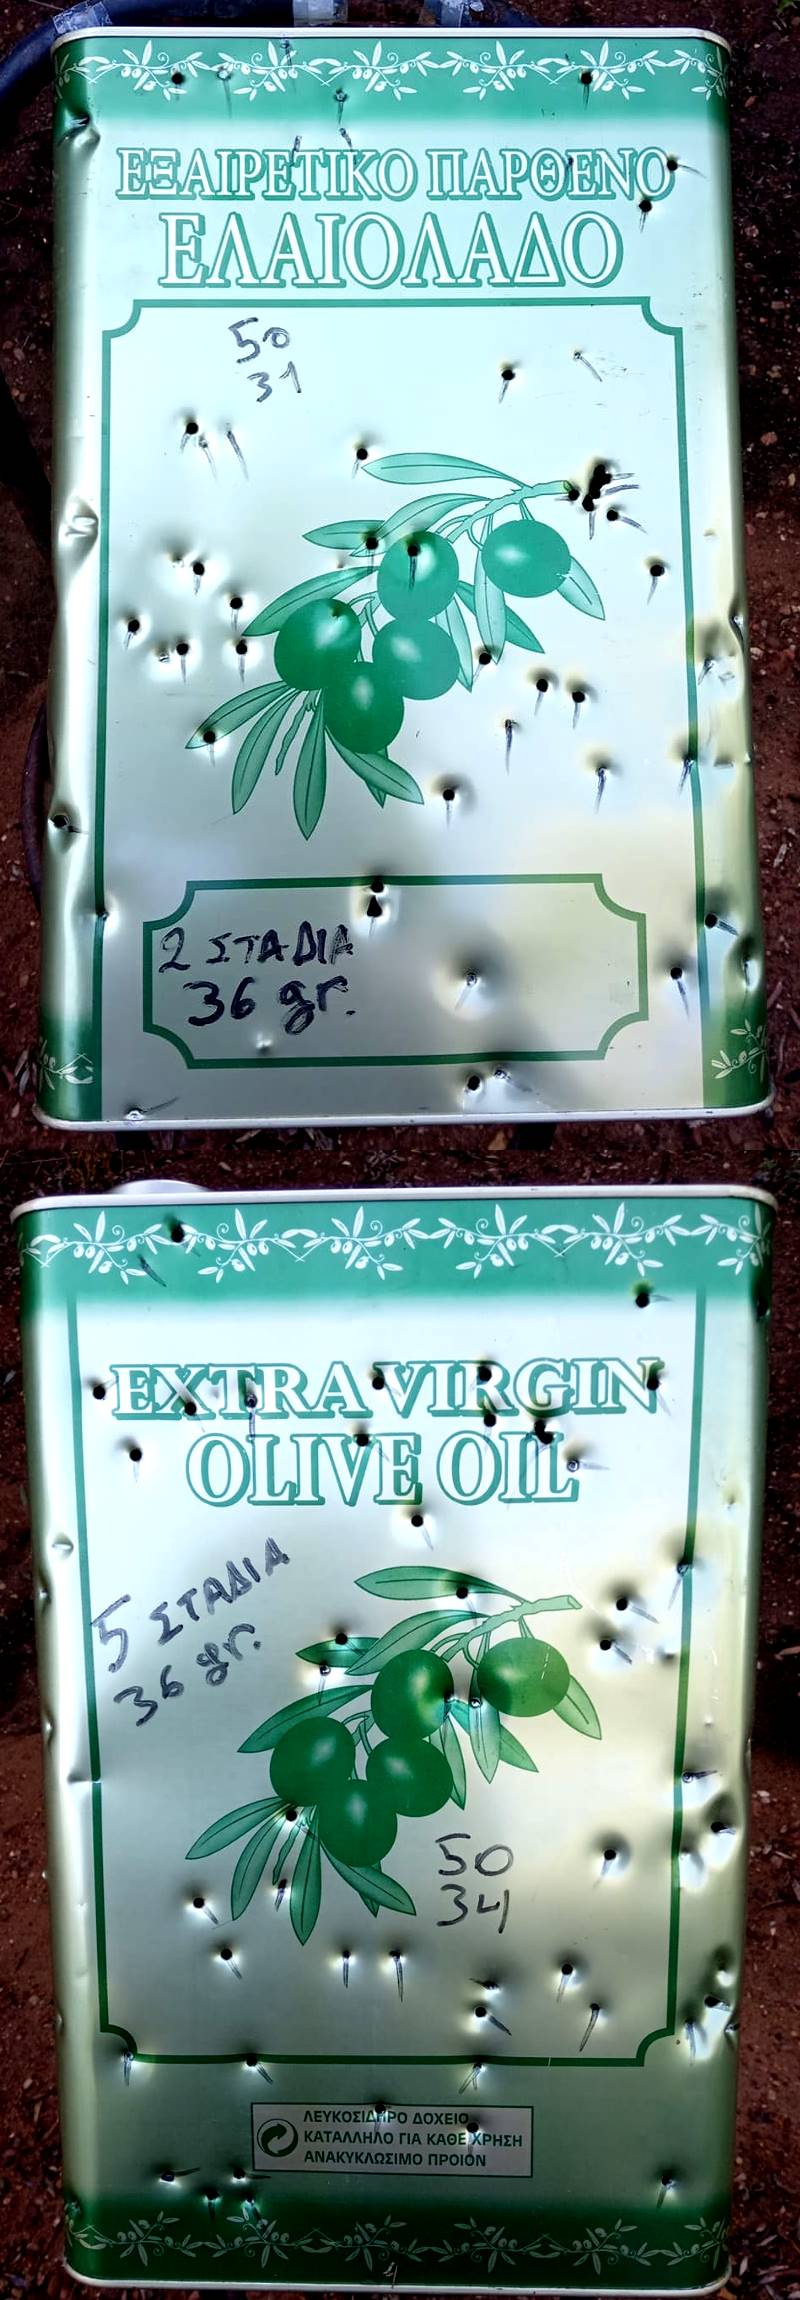 ΕΞΑΙΡΕΤΙΚΟ ΠΑΡΘΕΝΟ
ΕΛΑΙΟΛΑΔΟ
50
31
2 ΣΤΑΔΙΑ
36 gr.
EXTRA VIRGIN
OLIVE OIL
5 ΣΤΑΔΙΑ
36 gr.
50
34
ΛΕΥΚΟΣΙΔΗΡΟ ΔΟΧΕΙΟ
ΚΑΤΑΛΛΗΛΟ ΓΙΑ ΚΑΘΕ ΧΡΗΣΗ
ΑΝΑΚΥΚΛΩΣΙΜΟ ΠΡΟΙΟΝ